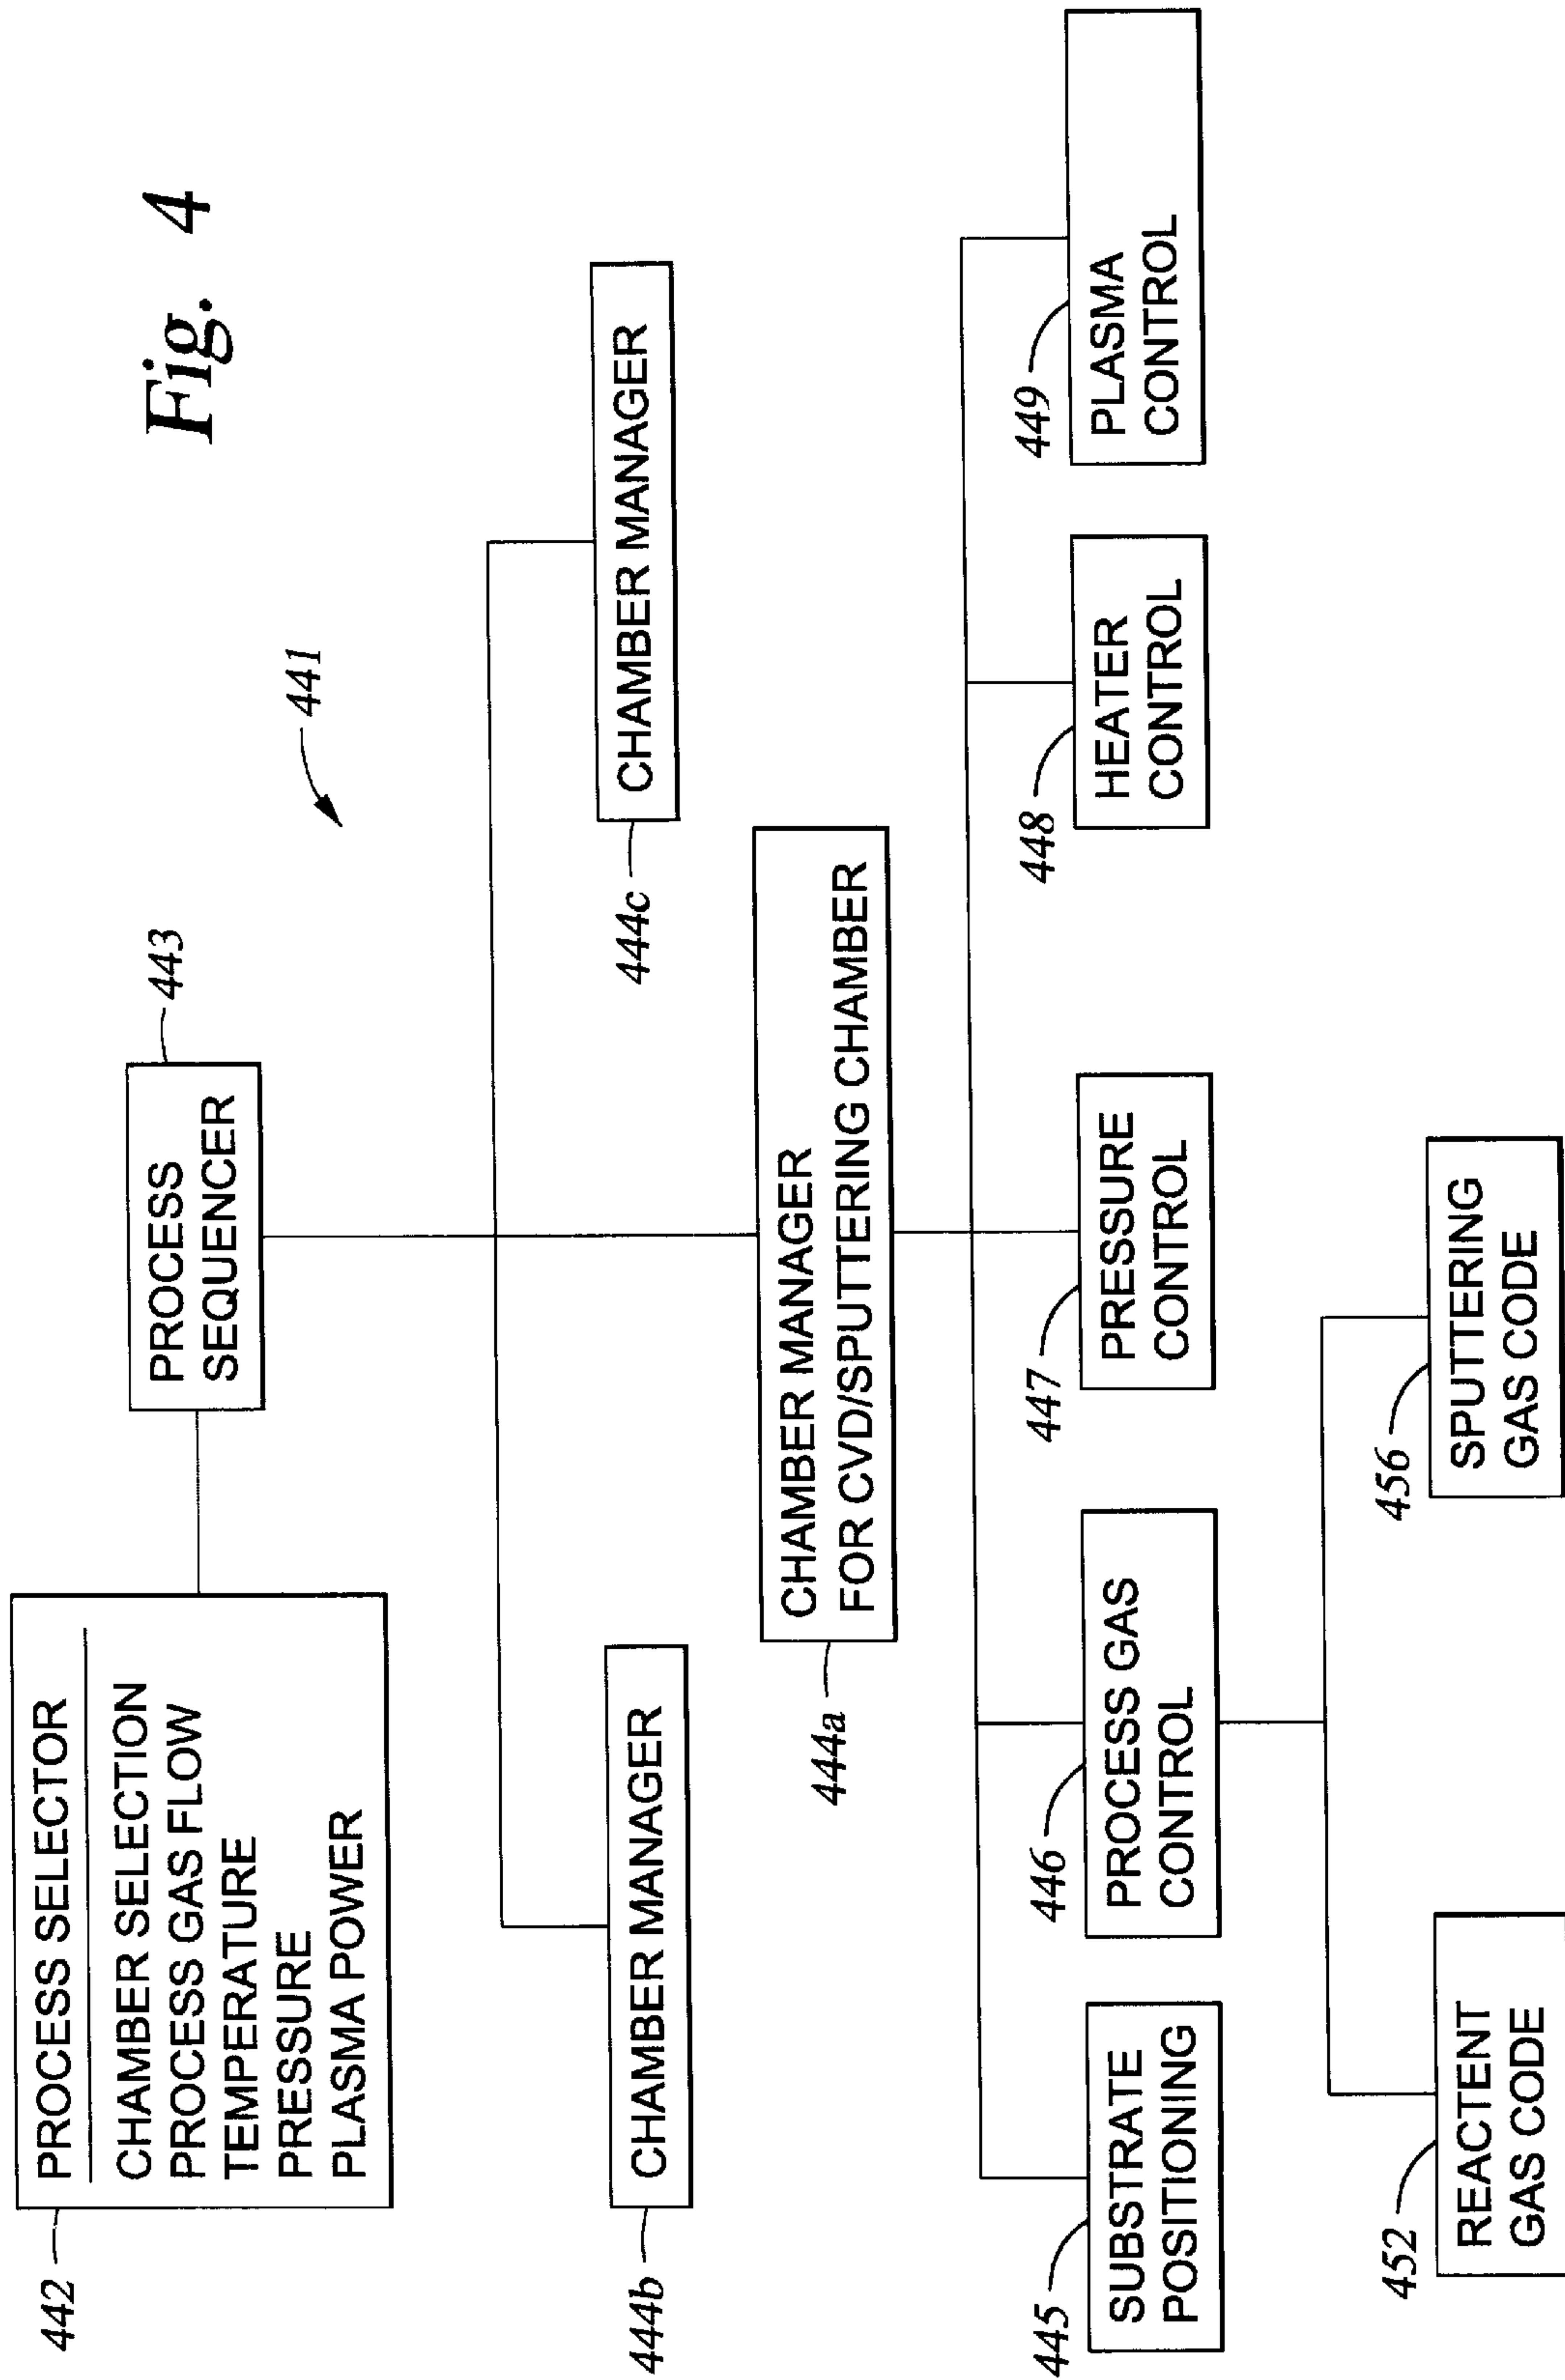 Fig. 4
442
PROCESS SELECTOR
CHAMBER SELECTION
PROCESS GAS FLOW
TEMPERATURE
PRESSURE
PLASMA POWER
443
PROCESS
SEQUENCER
441
444b
CHAMBER MANAGER
444c
CHAMBER MANAGER
444a
CHAMBER MANAGER
FOR CVD/SPUTTERING CHAMBER
445
SUBSTRATE
POSITIONING
446
PROCESS GAS
CONTROL
447
PRESSURE
CONTROL
448
HEATER
CONTROL
449
PLASMA
CONTROL
452
REACTENT
GAS CODE
456
SPUTTERING
GAS CODE